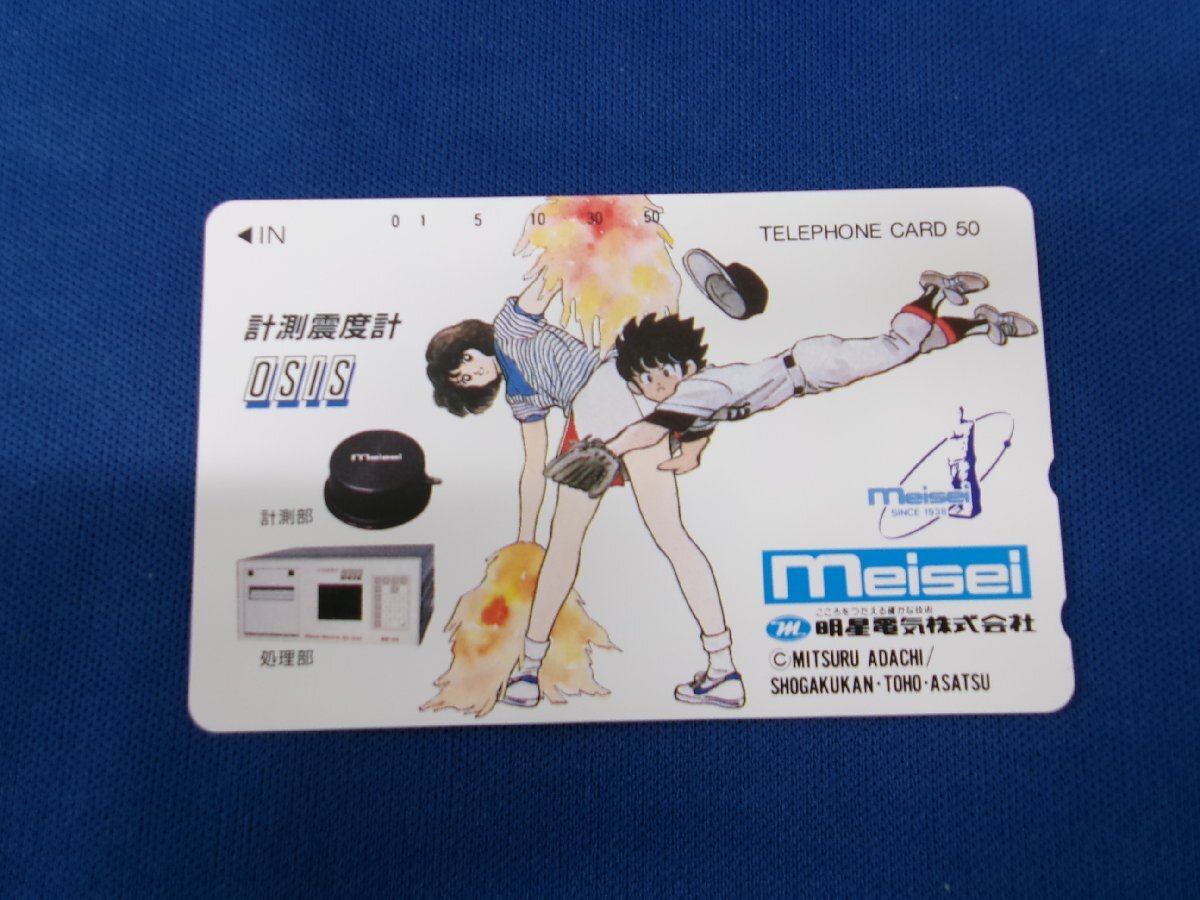 ◀IN
0 1 5 10 30 50
TELEPHONE CARD 50
計測震度計
OSIS
meisei
計測部
処理部
meisei
SINCE 1938
meisei
こころをつたえる確かな技術
明星電気株式会社
©MITSURU ADACHI/
SHOGAKUKAN・TOHO・ASATSU